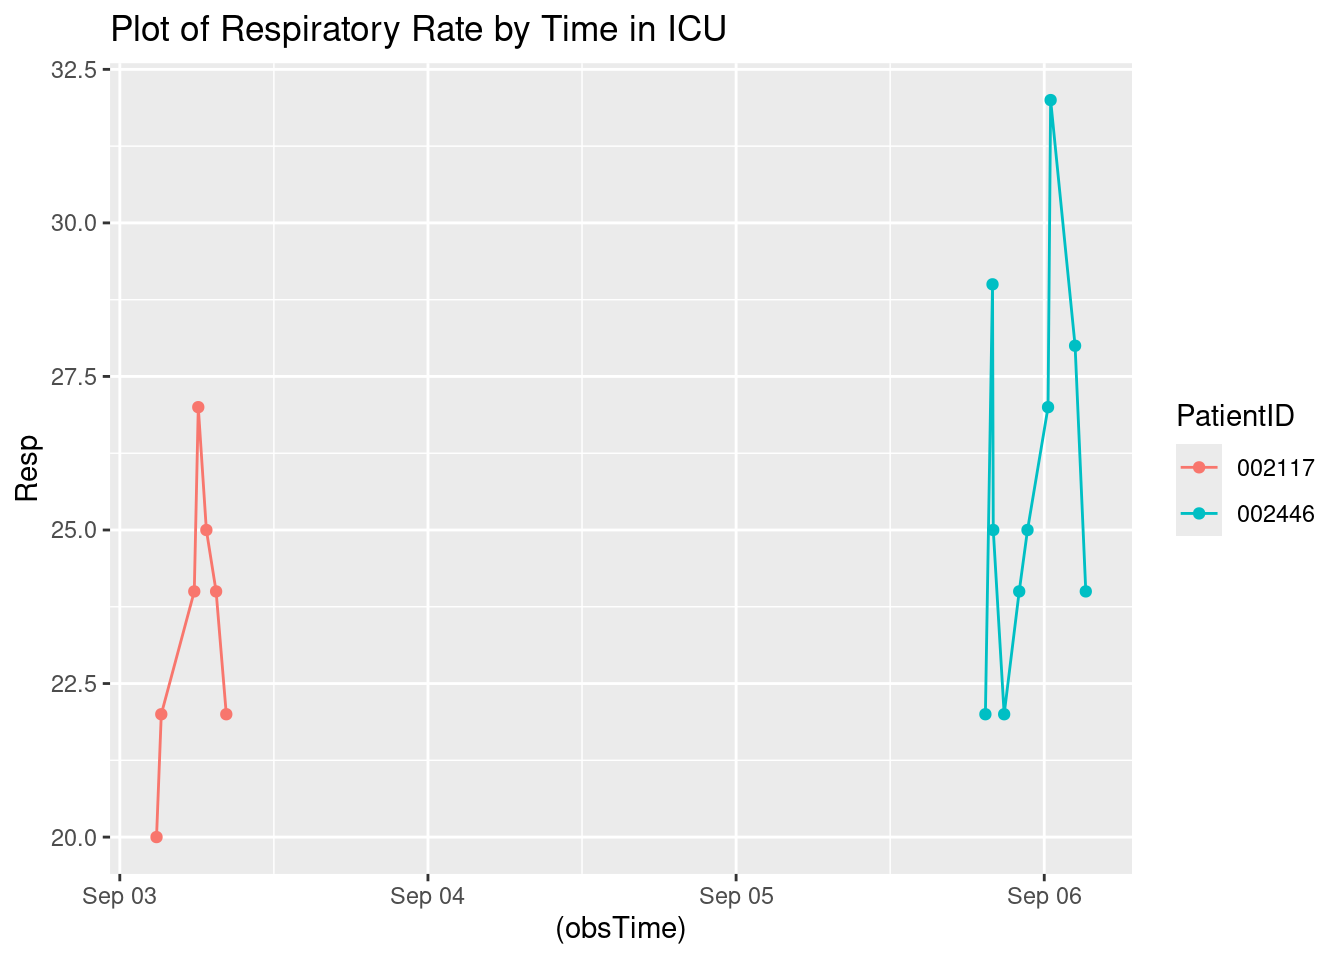 Plot of Respiratory Rate by Time in ICU
32.5
30.0
27.5
25.0
22.5
20.0
Resp
Sep 03
Sep 04
Sep 05
Sep 06
(obsTime)
PatientID
002117
002446